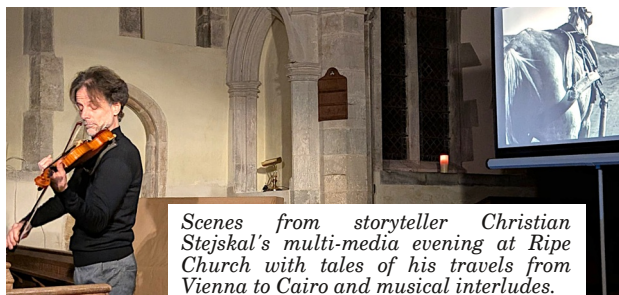 Scenes from storyteller Christian
Stejskal's multi-media evening at Ripe
Church with tales of his travels from
Vienna to Cairo and musical interludes.